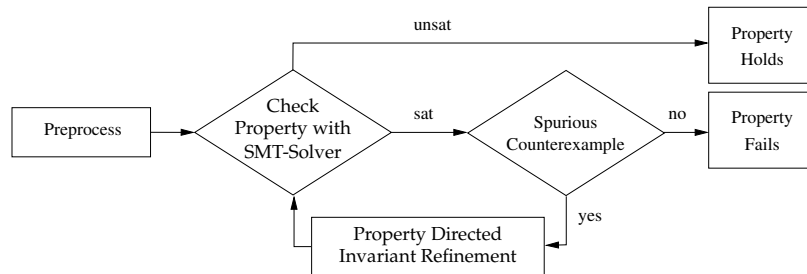 unsat
Property
Holds
Preprocess
Check
Property with
SMT-Solver
sat
Spurious
Counterexample
no
Property
Fails
yes
Property Directed
Invariant Refinement